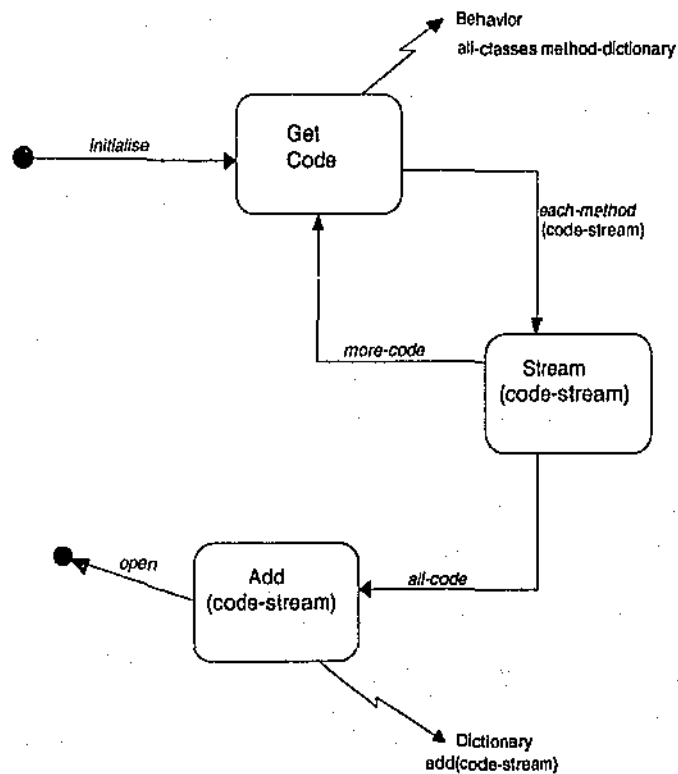 Behavior
all-classes method-dictionary
Get
Code
initialise
each-method
(code-stream)
more-code
Stream
(code-stream)
open
Add
(code-stream)
all-code
Dictionary
add(code-stream)